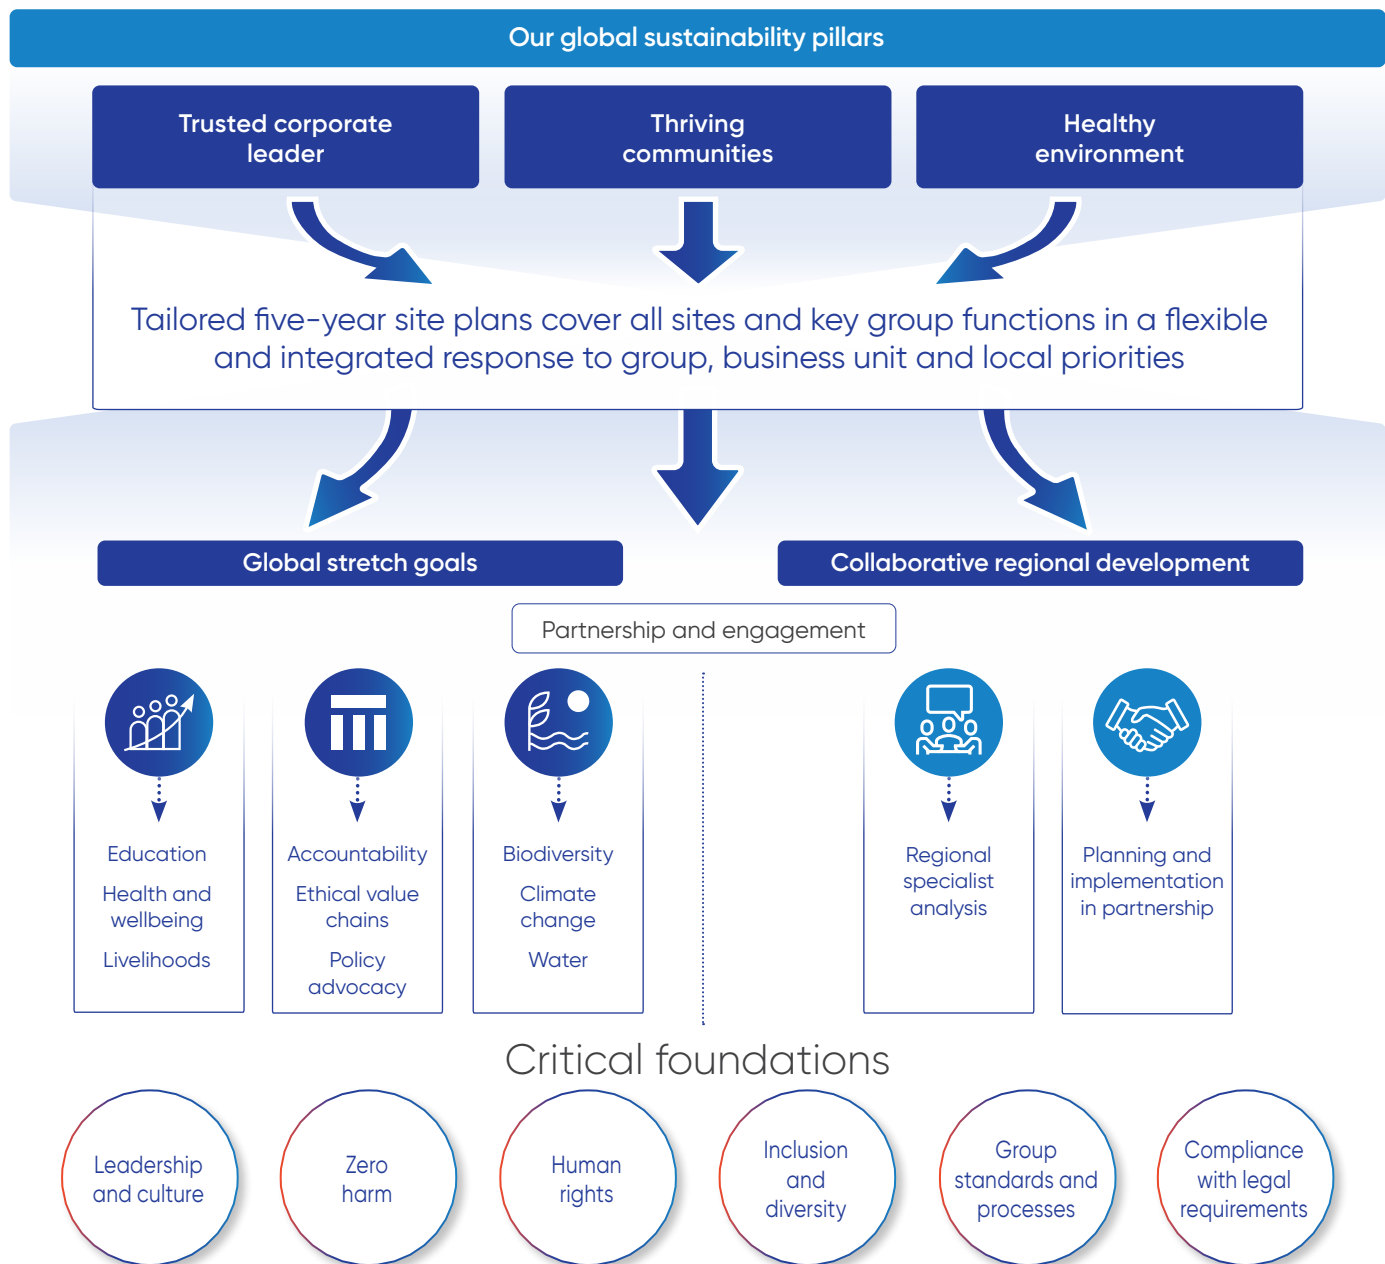 Our global sustainability pillars
Trusted corporate
leader
Thriving
communities
Healthy
environment
Tailored five-year site plans cover all sites and key group functions in a flexible
and integrated response to group, business unit and local priorities
Global stretch goals
Collaborative regional development
Partnership and engagement
Education
Health and
wellbeing
Livelihoods
Accountability
Ethical value
chains
Policy
advocacy
Biodiversity
Climate
change
Water
Regional
specialist
analysis
Planning and
implementation
in partnership
Critical foundations
Leadership
and culture
Zero
harm
Human
rights
Inclusion
and
diversity
Group
standards and
processes
Compliance
with legal
requirements